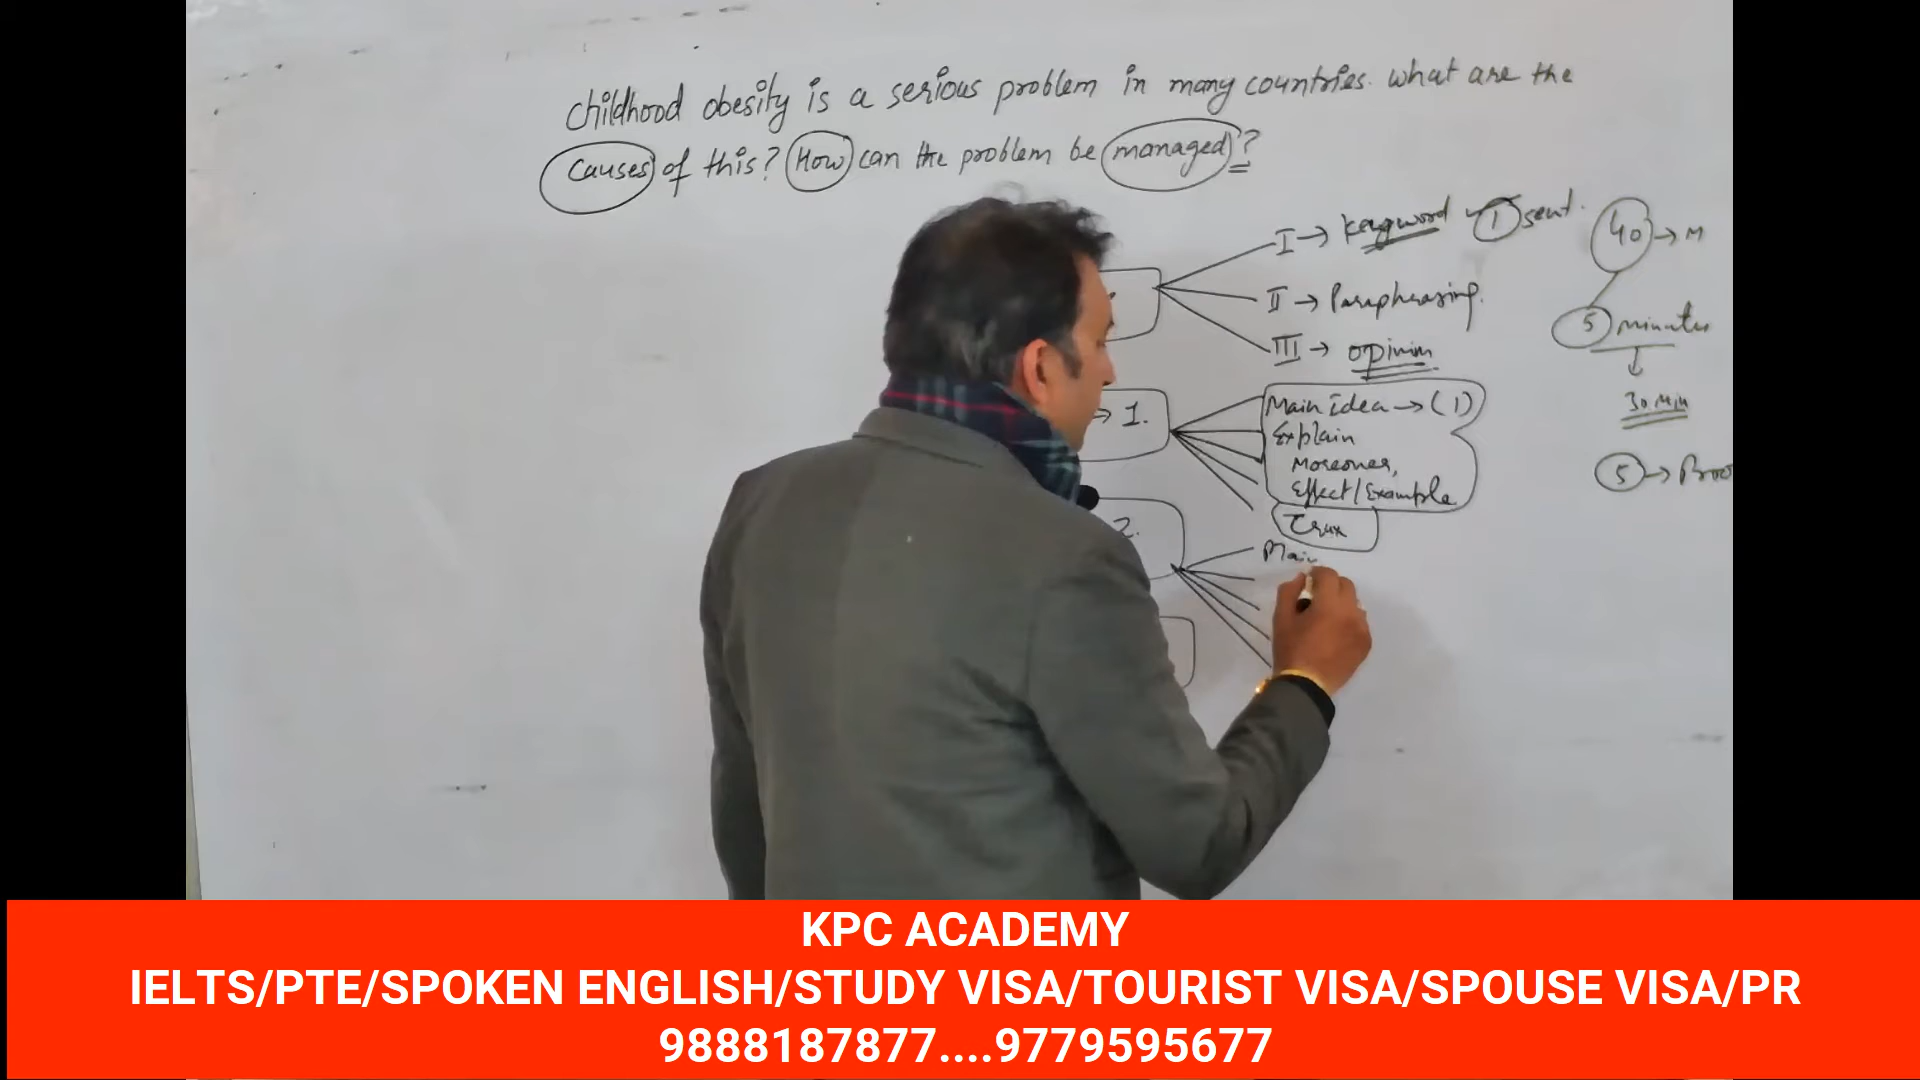 Childhood obesity is a serious problem in many countries. What are the
Causes of this? How can the problem be managed?
I → keyword 1 sent.
II → Paraphrasing.
III → opinion
40 → M
5 minutes
30 Min
5 →
→ 1.
Main Idea → (1)
Explain
Moreover,
Effect/Example
Crux
2.
Main
KPC ACADEMY
IELTS/PTE/SPOKEN ENGLISH/STUDY VISA/TOURIST VISA/SPOUSE VISA/PR
9888187877....9779595677